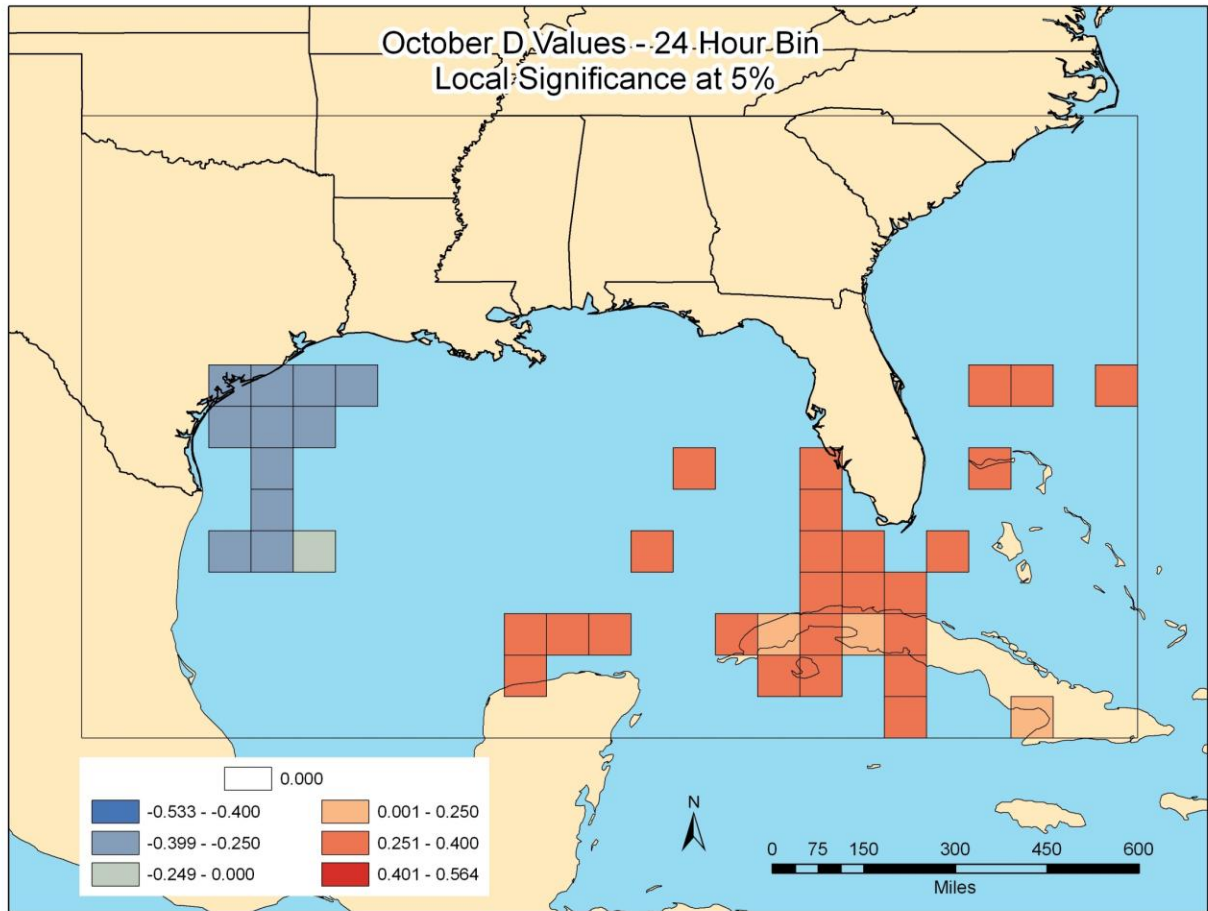 October D Values - 24 Hour Bin
Local Significance at 5%
0.000
-0.533 - -0.400
0.001 - 0.250
-0.399 - -0.250
0.251 - 0.400
-0.249 - 0.000
0.401 - 0.564
N
0 75 150 300 450 600
Miles